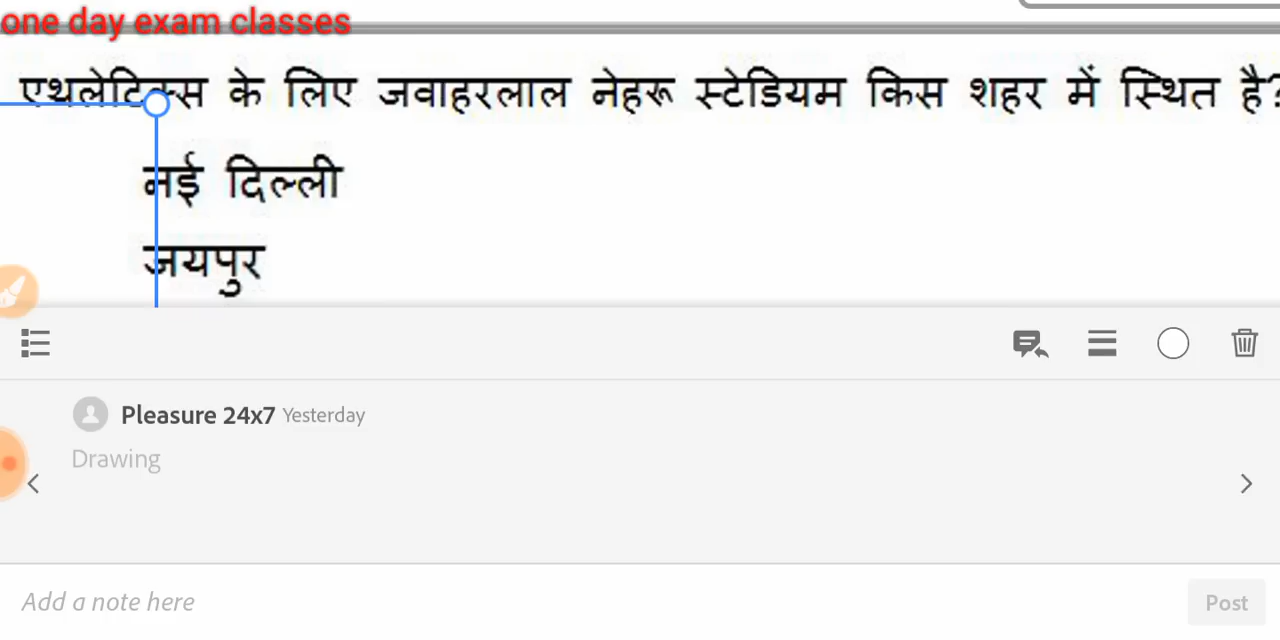 one day exam classes
एथलेटिक्स के लिए जवाहरलाल नेहरू स्टेडियम किस शहर में स्थित है?
नई दिल्ली
जयपुर
Pleasure 24x7 Yesterday
Drawing
Add a note here
Post